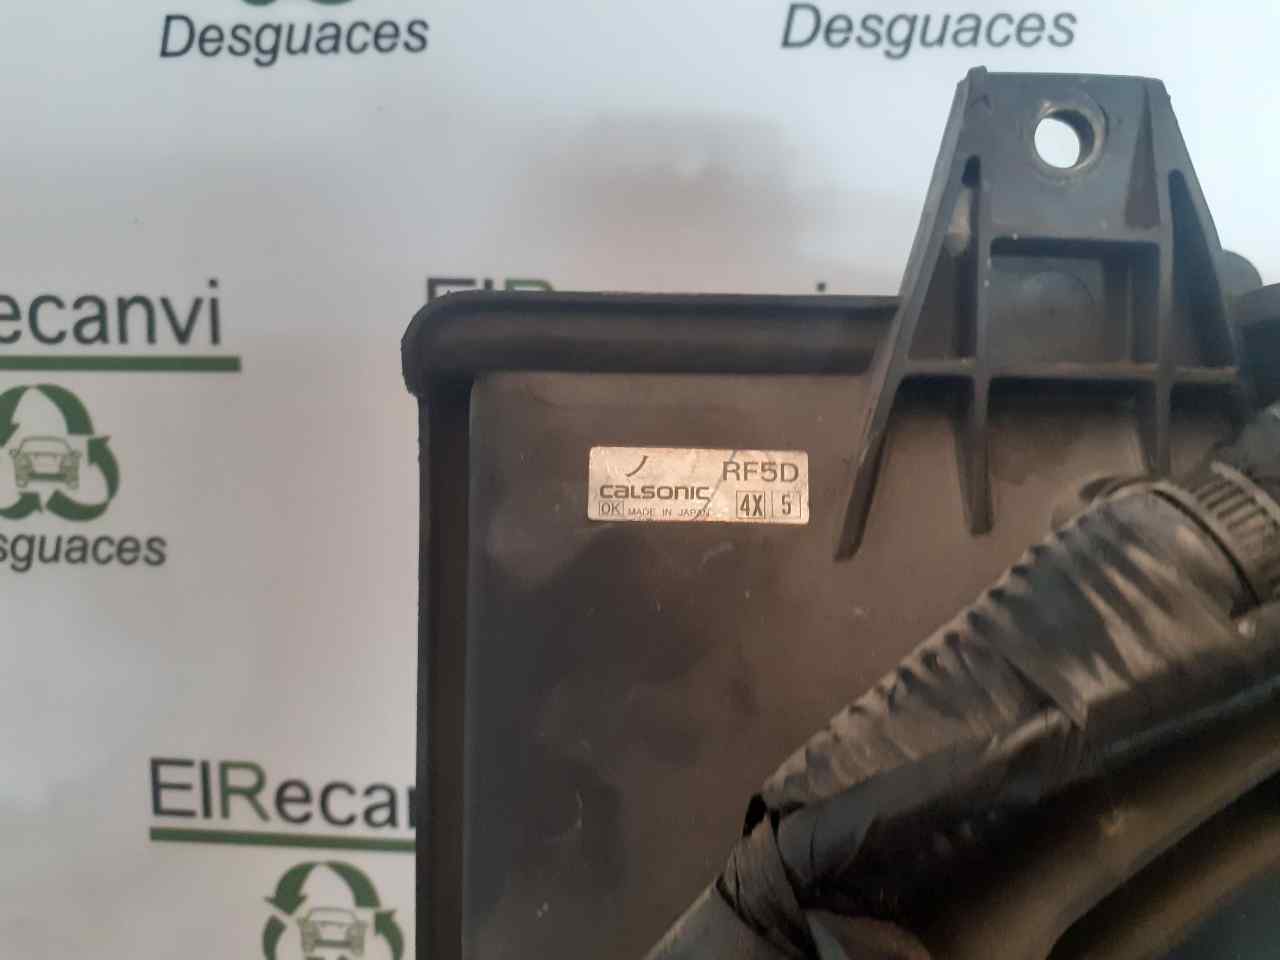 Desguaces
Desguaces
ecanvi
ElR
sguaces
RF5D
calsonic
OK MADE IN JAPAN 4X 5
ElRecan